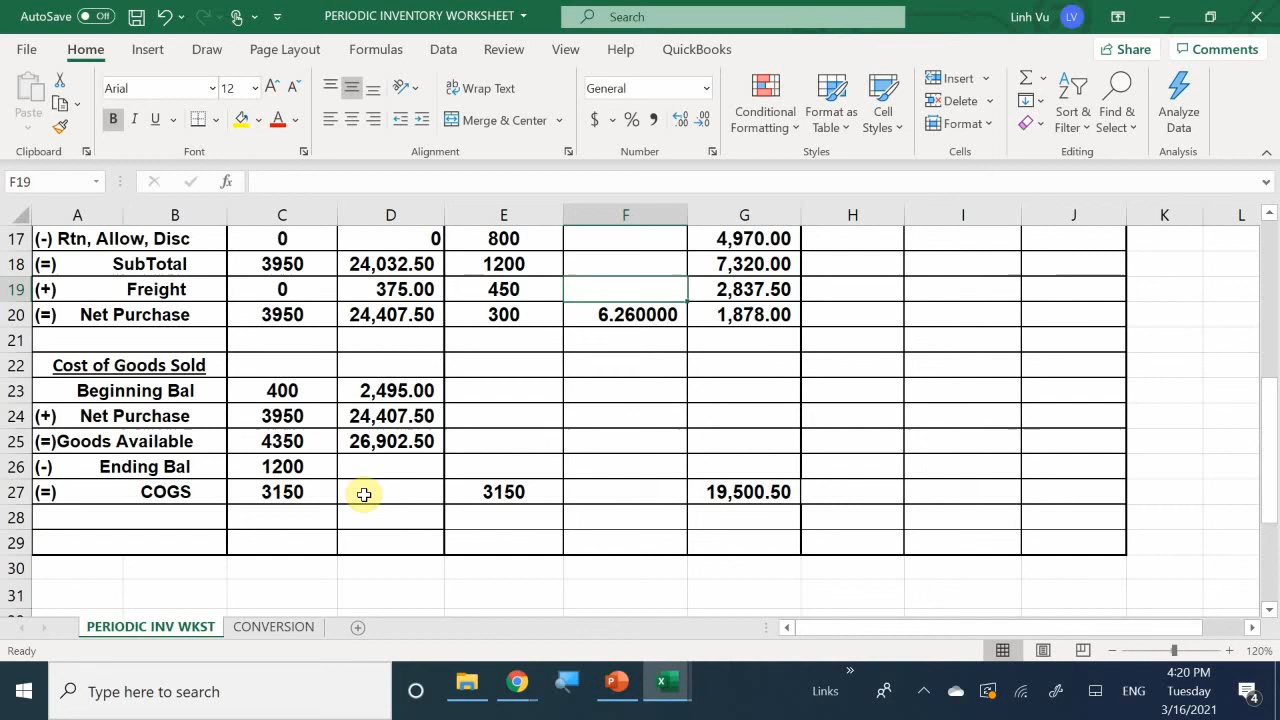 AutoSave Off PERIODIC INVENTORY WORKSHEET Search Linh Vu LV
File Home Insert Draw Page Layout Formulas Data Review View Help QuickBooks Share Comments
Arial 12 Wrap Text General Insert
Paste B I U Merge & Center $ % Conditional Formatting Format as Table Cell Styles Delete Format Sort & Filter Find & Select Analyze Data
Clipboard Font Alignment Number Styles Cells Editing Analysis
F19 fx
A B C D E F G H I J K L
17 (-) Rtn, Allow, Disc 0 0 800 4,970.00
18 (=) SubTotal 3950 24,032.50 1200 7,320.00
19 (+) Freight 0 375.00 450 2,837.50
20 (=) Net Purchase 3950 24,407.50 300 6.260000 1,878.00
21
22 Cost of Goods Sold
23 Beginning Bal 400 2,495.00
24 (+) Net Purchase 3950 24,407.50
25 (=)Goods Available 4350 26,902.50
26 (-) Ending Bal 1200
27 (=) COGS 3150 3150 19,500.50
28
29
30
31
PERIODIC INV WKST CONVERSION
Ready 120%
Type here to search Links ENG 4:20 PM
Tuesday
3/16/2021 4